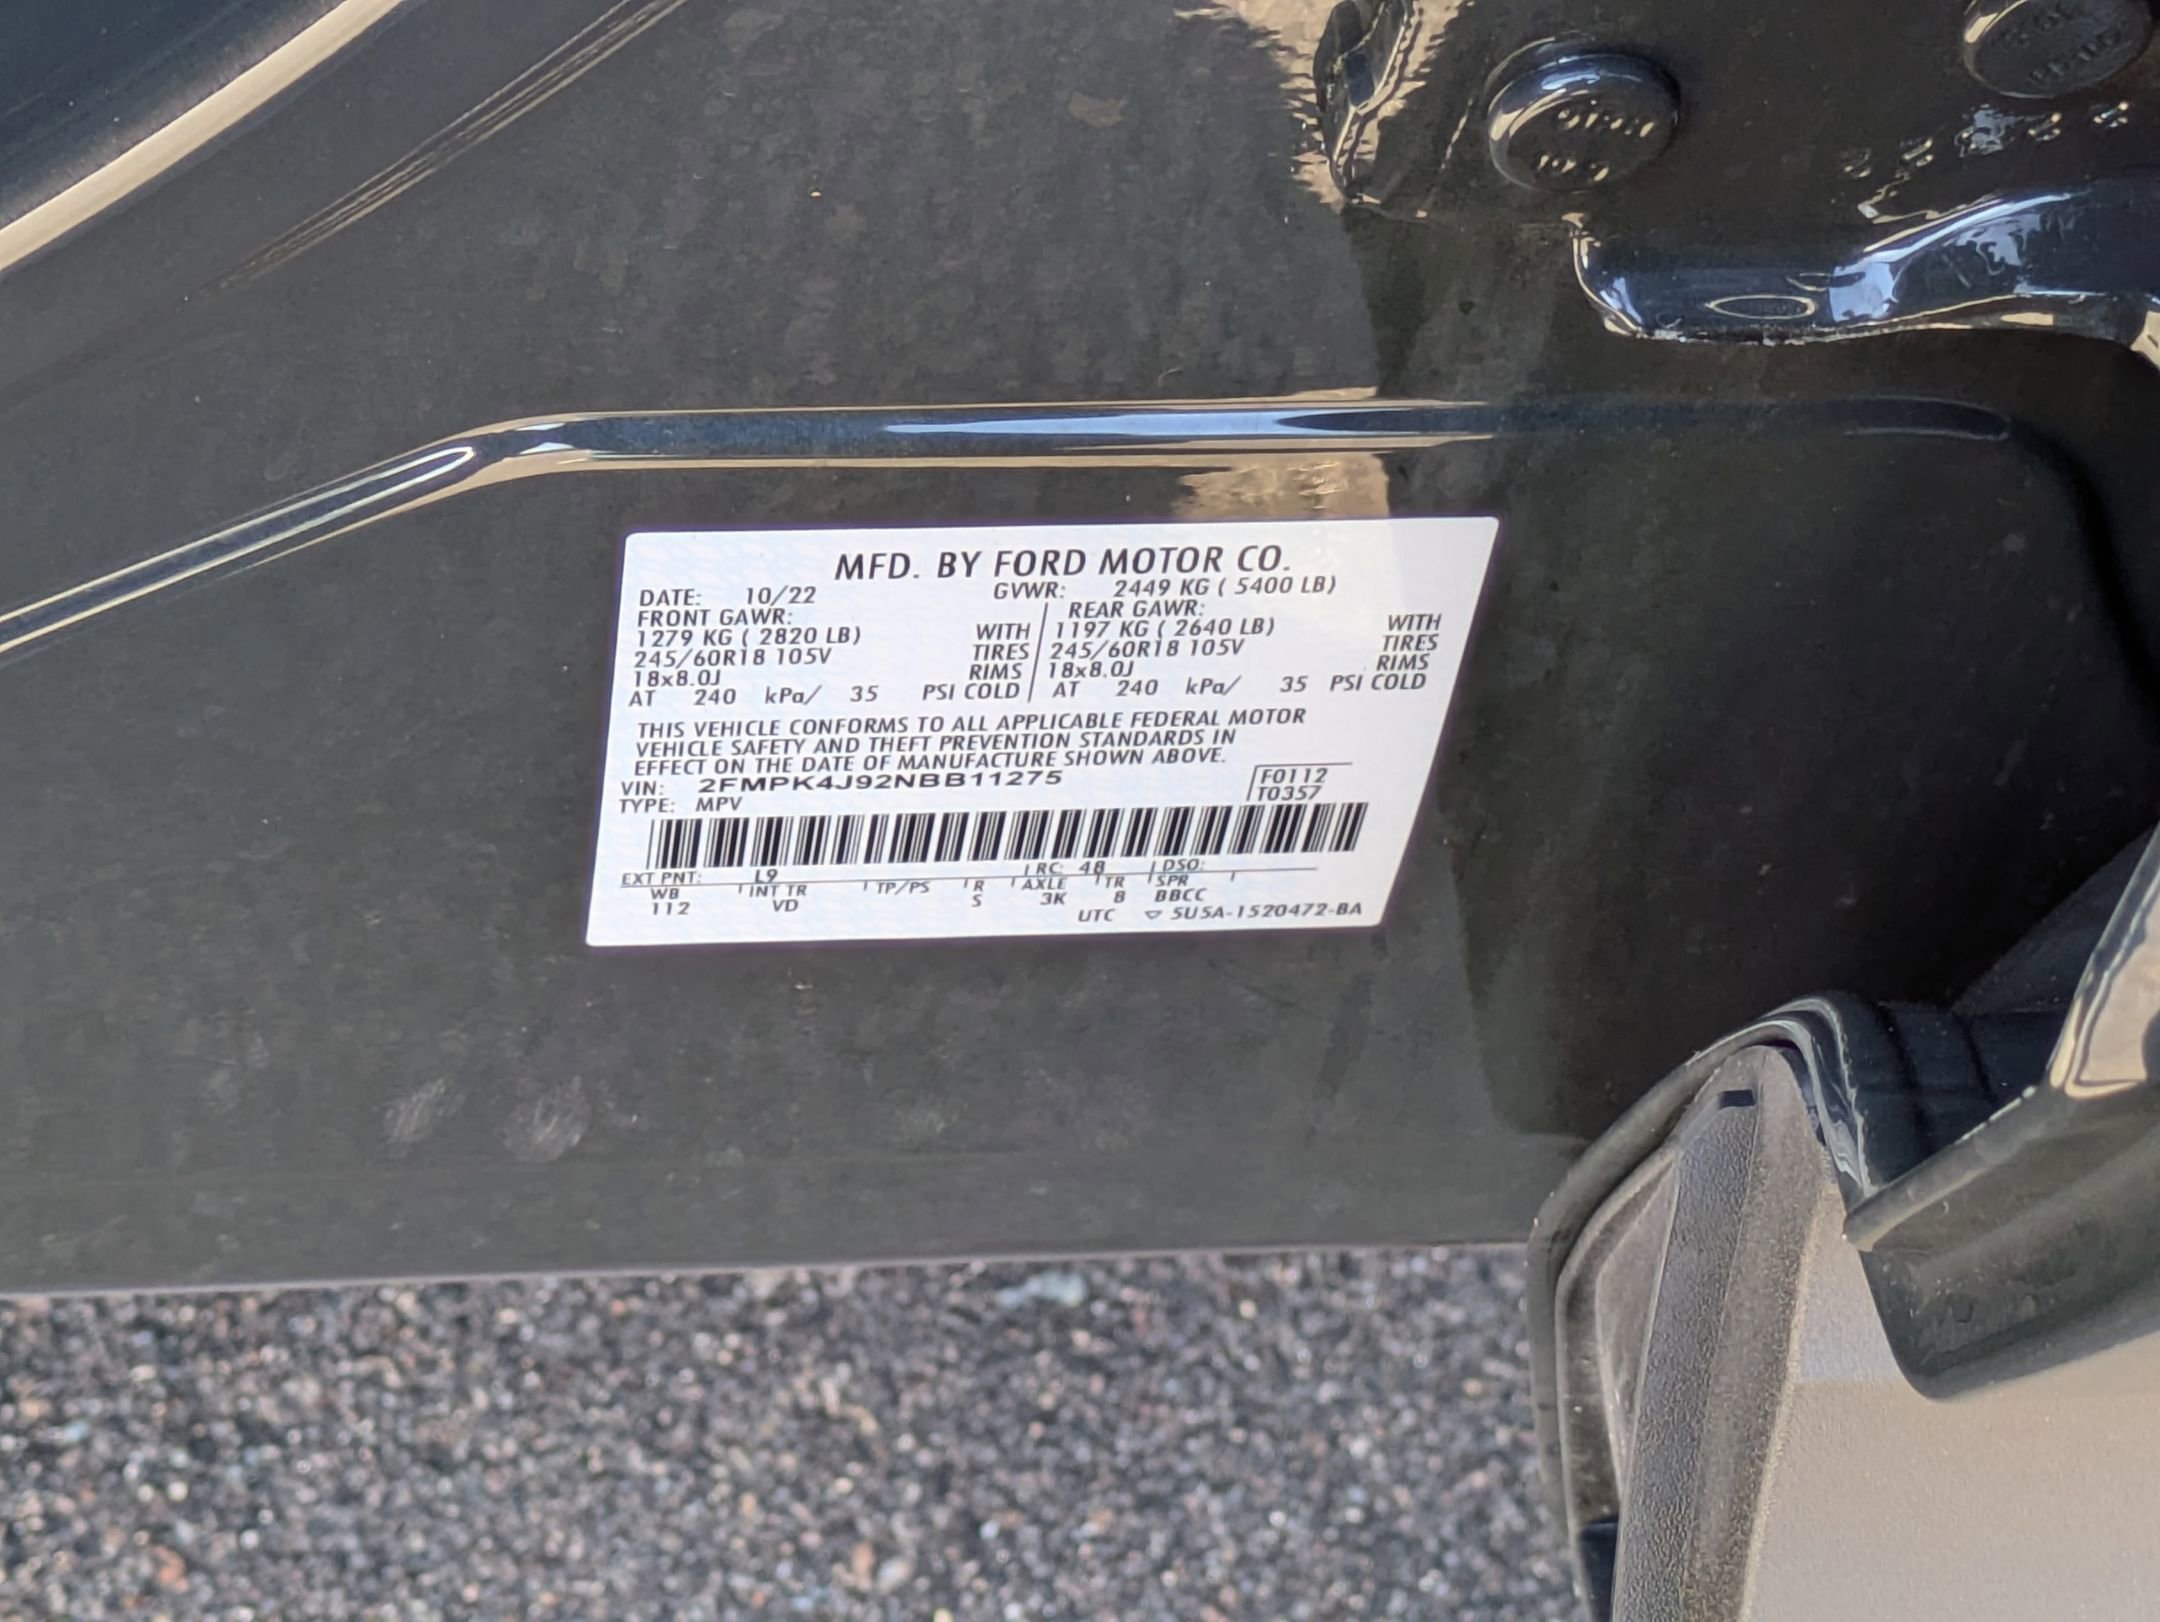 MFD. BY FORD MOTOR CO.
DATE: 10/22 GVWR: 2449 KG ( 5400 LB)
FRONT GAWR: REAR GAWR:
1279 KG ( 2820 LB) WITH 1197 KG ( 2640 LB) WITH
245/60R18 105V TIRES 245/60R18 105V TIRES
18x8.0J RIMS 18x8.0J RIMS
AT 240 kPa/ 35 PSI COLD AT 240 kPa/ 35 PSI COLD
THIS VEHICLE CONFORMS TO ALL APPLICABLE FEDERAL MOTOR
VEHICLE SAFETY AND THEFT PREVENTION STANDARDS IN
EFFECT ON THE DATE OF MANUFACTURE SHOWN ABOVE.
VIN: 2FMPK4J92NBB11275 F0112
TYPE: MPV T0357
EXT PNT: L9 RC: 48 DSO:
WB INT TR TP/PS R AXLE TR SPR
112 VD S 3K 8 BBCC
UTC ▽ 5U5A-1520472-BA